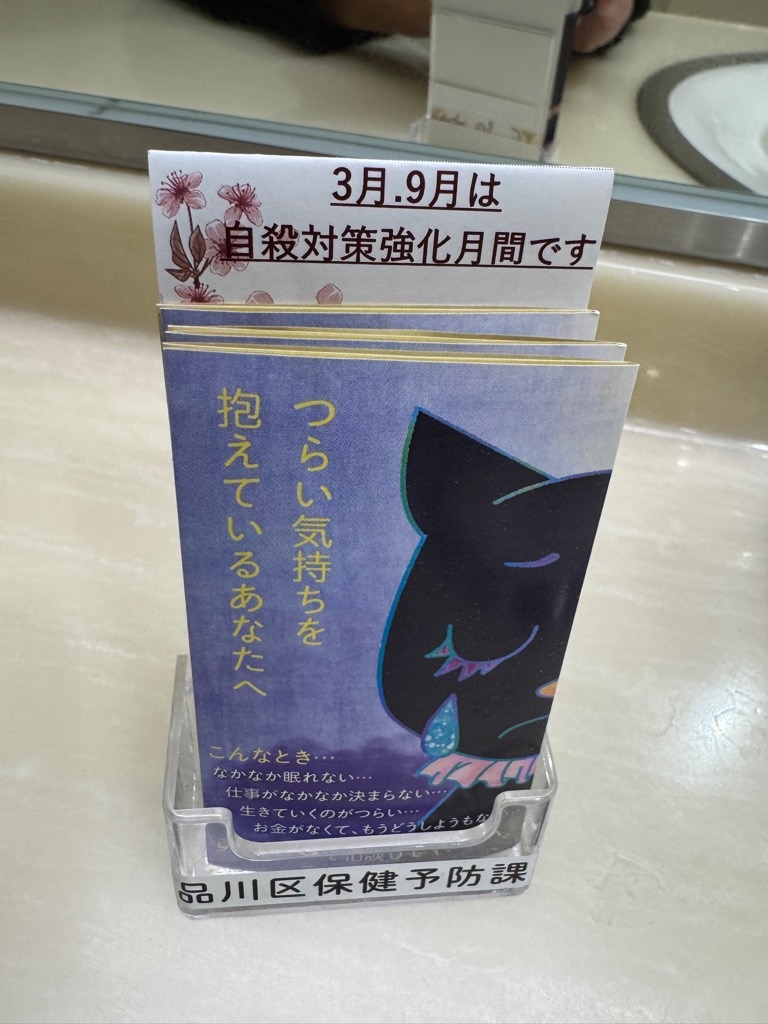 3月.9月は
自殺対策強化月間です
つらい気持ちを
抱えているあなたへ
こんなとき…
なかなか眠れない…
仕事がなかなか決まらない…
生きていくのがつらい…
お金がなくて、もうどうしようもな
品川区保健予防課